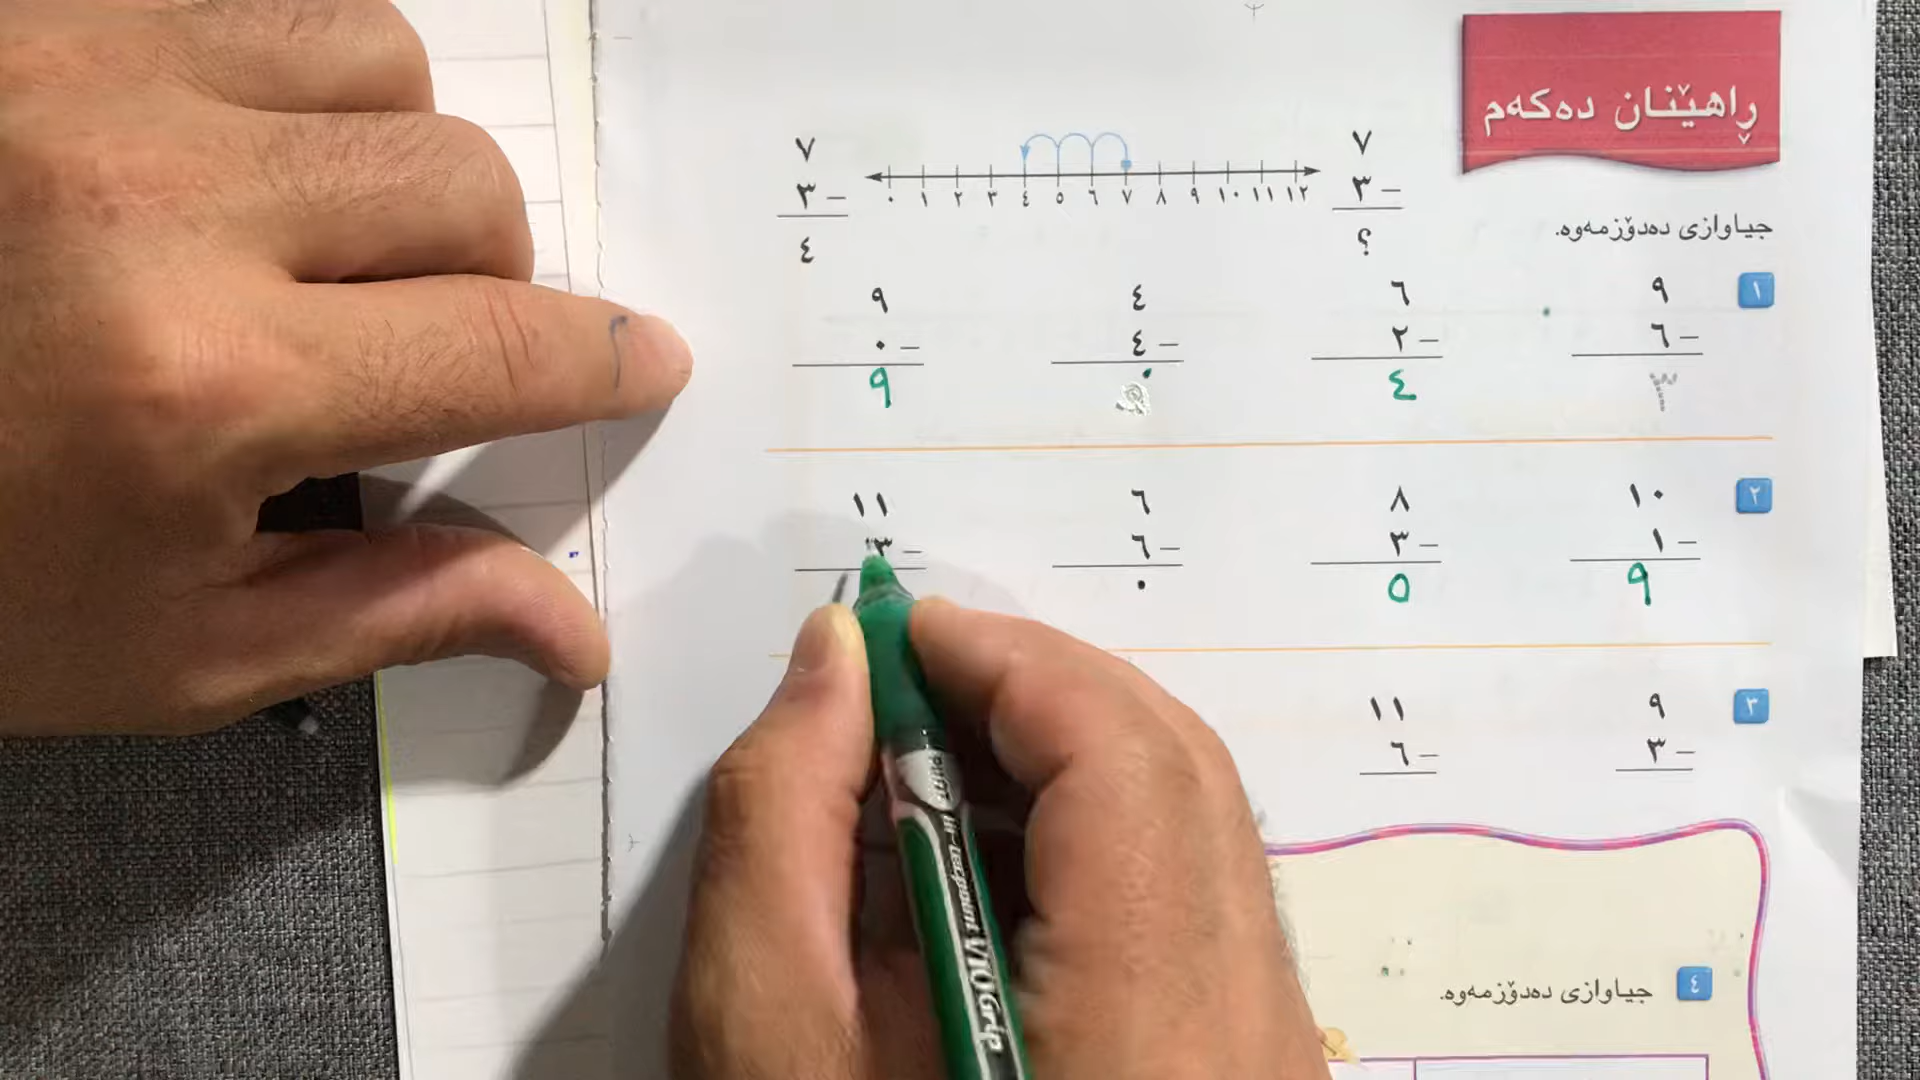 ڕاهێنان دەکەم
٧ ٧
٣ − ٠ ١ ٢ ٣ ٤ ٥ ٦ ٧ ٨ ٩ ١٠ ١١ ١٢ ٣ −
؟ ٤
جیاوازی دەدۆزمەوە.
١ ٩ ٦ ٤ ٩
٦ − ٢ − ٤ − ٠ −
٣ ٤ ٠ ٩
٢ ١٠ ٨ ٦ ١١
١ − ٣ − ٦ − ٣ −
٩ ٥ ٠
٣ ٩ ١١
٣ − ٦ −
٤ جیاوازی دەدۆزمەوە.
V10 Grip